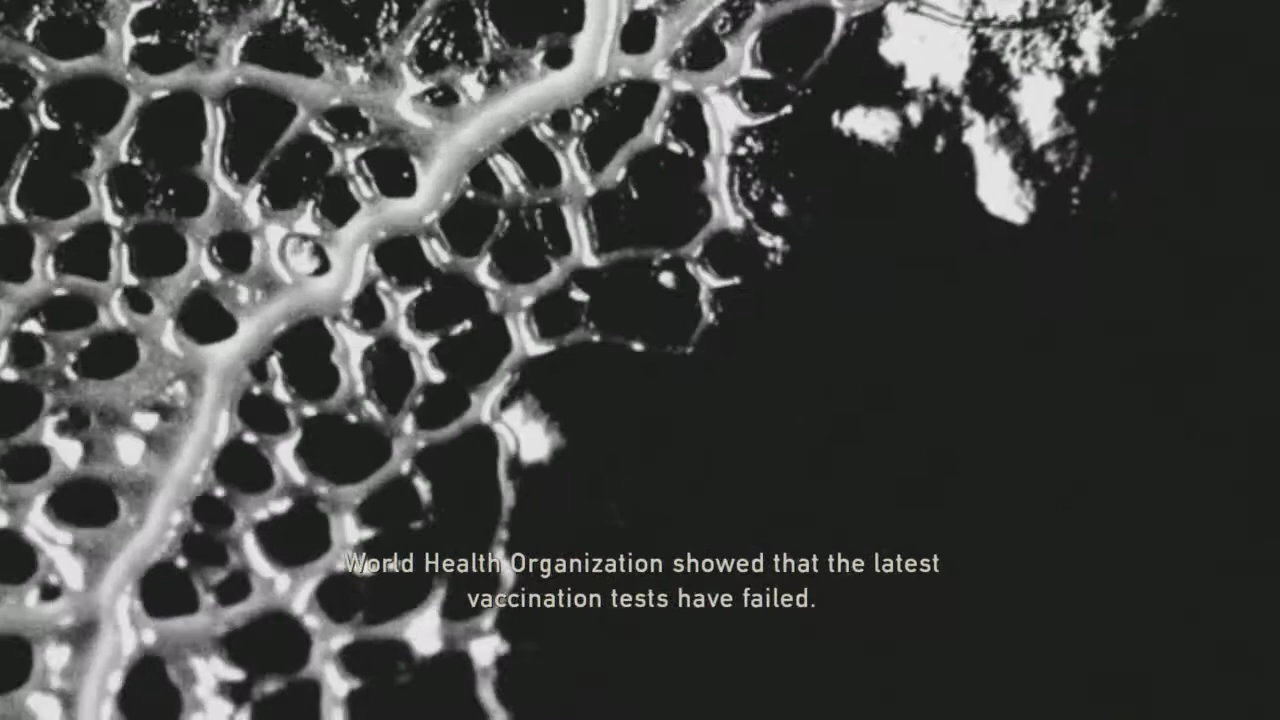 World Health Organization showed that the latest
vaccination tests have failed.